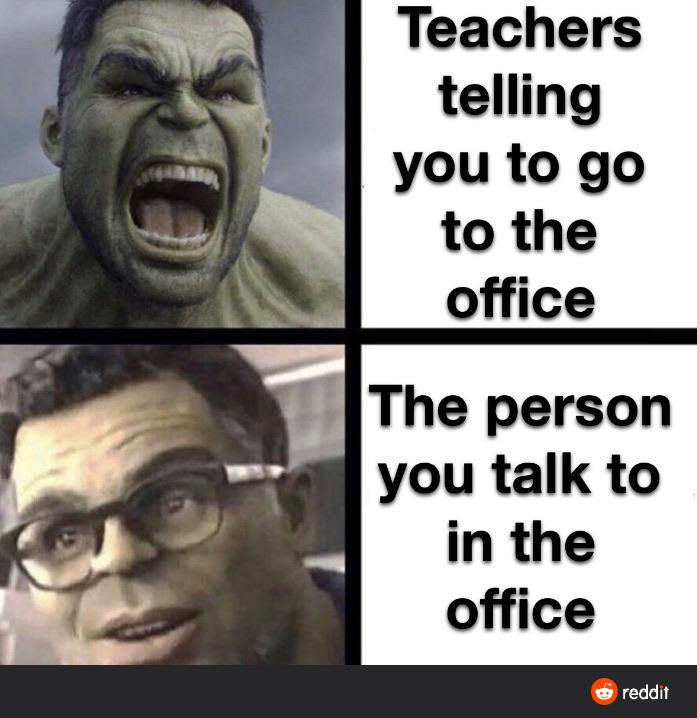 Teachers
telling
you to go
to the
office
The person
you talk to
in the
office
reddit